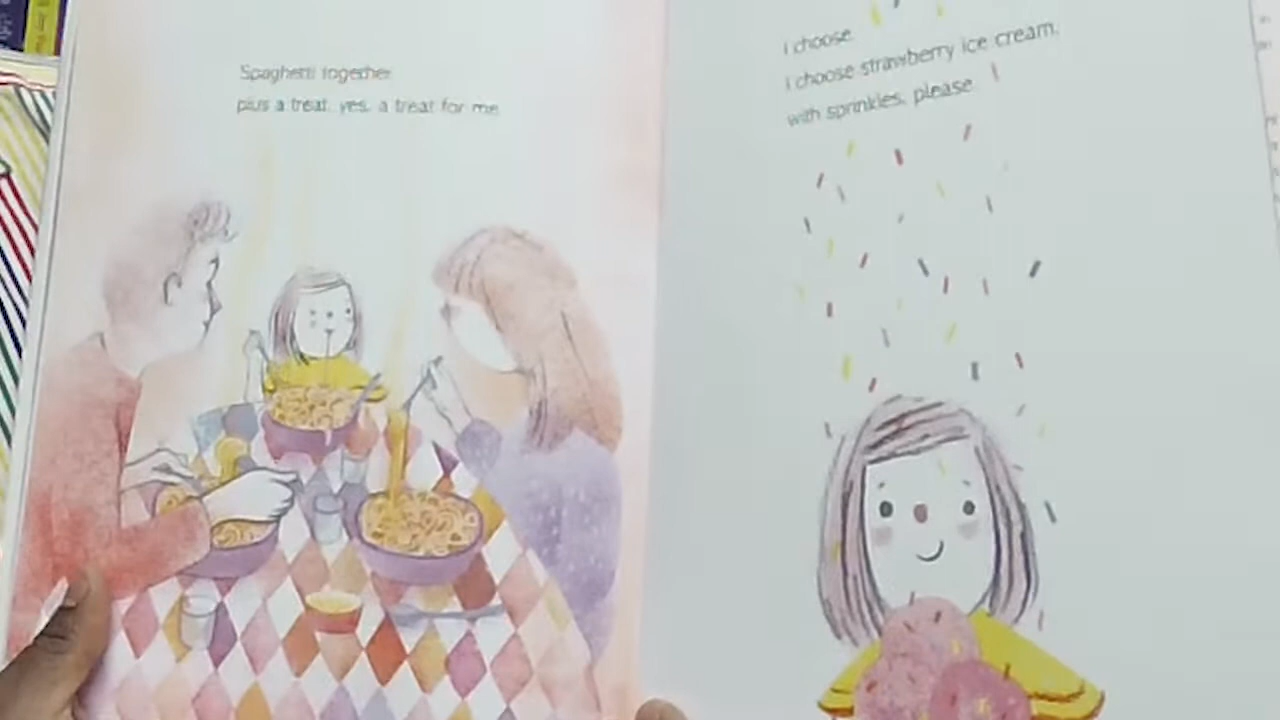 Spaghetti together
plus a treat, yes, a treat for me.
I choose
I choose strawberry ice cream,
with sprinkles, please.